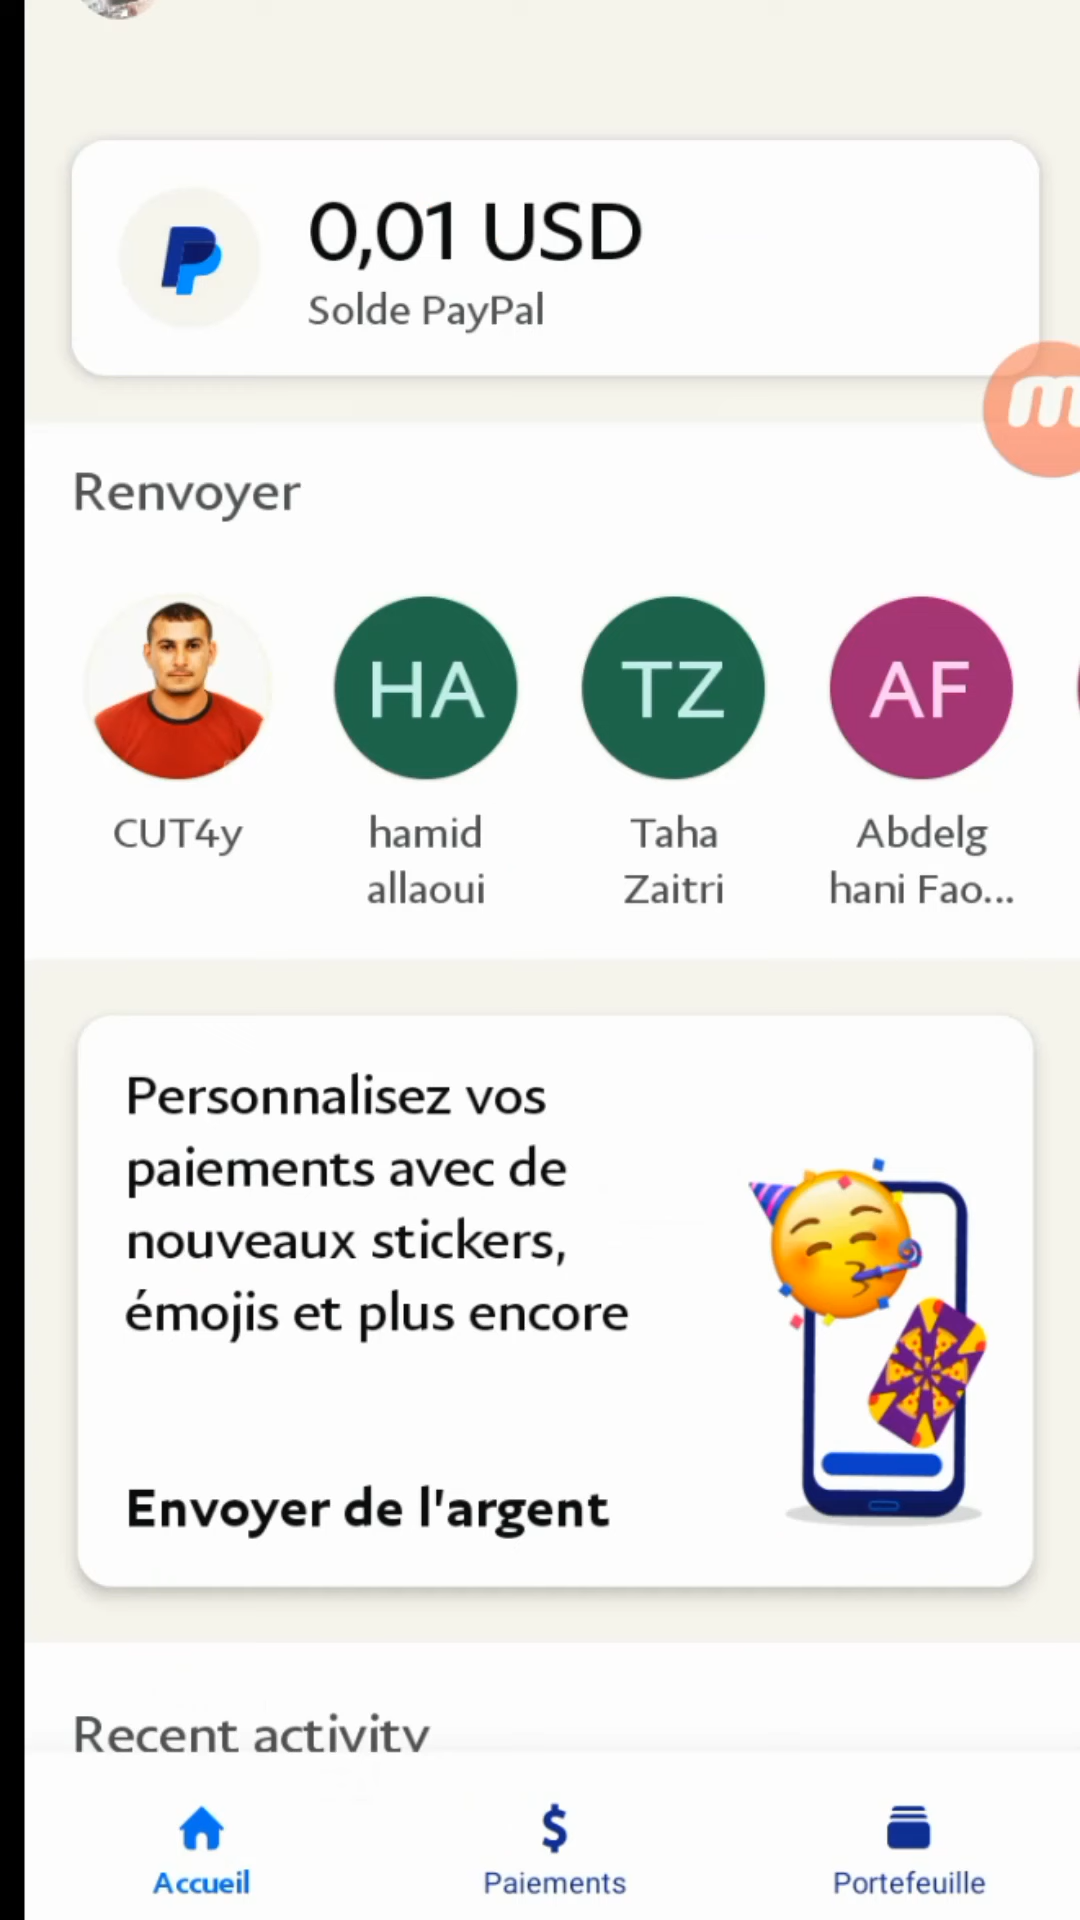 0,01 USD
Solde PayPal
m
Renvoyer
HA
TZ
AF
CUT4y
hamid
allaoui
Taha
Zaitri
Abdelg
hani Fao...
Personnalisez vos
paiements avec de
nouveaux stickers,
émojis et plus encore
Envoyer de l'argent
Recent activity
$
Accueil
Paiements
Portefeuille